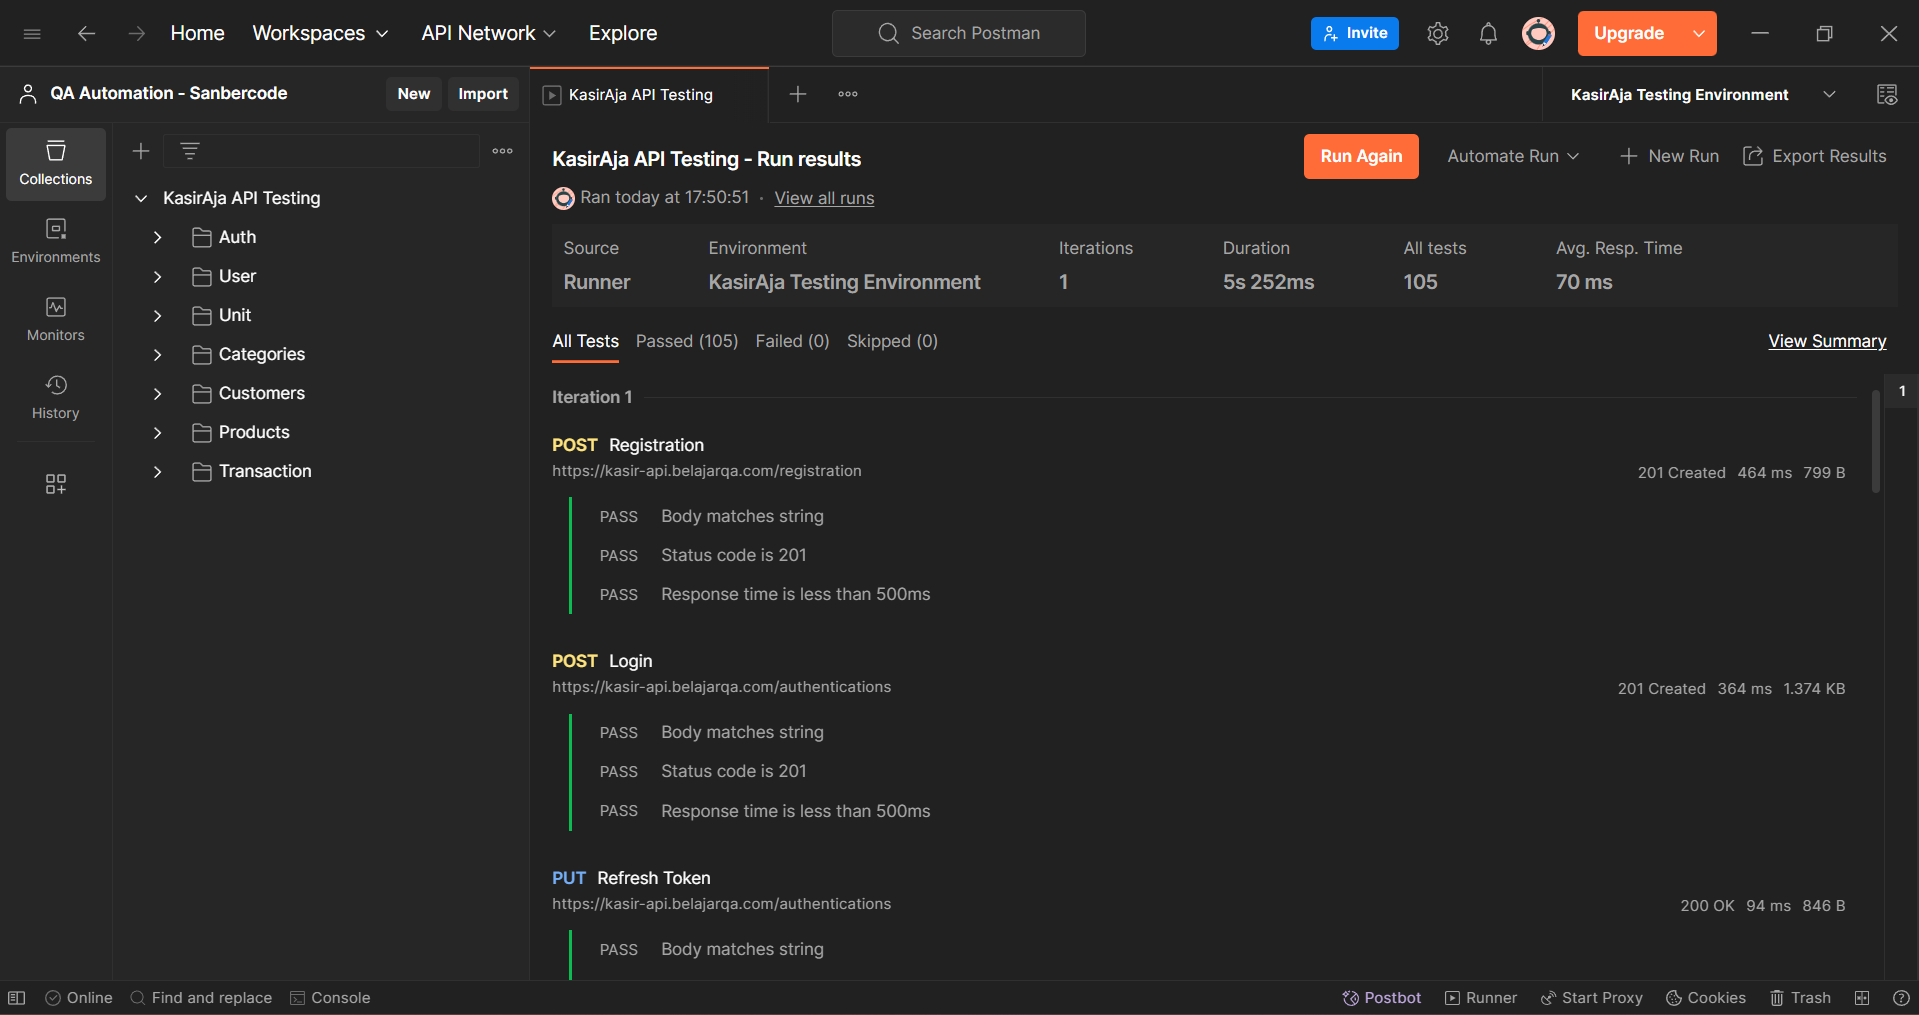 Home Workspaces API Network Explore Search Postman Invite Upgrade
QA Automation - Sanbercode New Import KasirAja API Testing KasirAja Testing Environment
Collections
Environments
Monitors
History
KasirAja API Testing
Auth
User
Unit
Categories
Customers
Products
Transaction
KasirAja API Testing - Run results Run Again Automate Run New Run Export Results
Ran today at 17:50:51 · View all runs
Source Environment Iterations Duration All tests Avg. Resp. Time
Runner KasirAja Testing Environment 1 5s 252ms 105 70 ms
All Tests Passed (105) Failed (0) Skipped (0) View Summary
Iteration 1 1
POST Registration
https://kasir-api.belajarqa.com/registration 201 Created 464 ms 799 B
PASS Body matches string
PASS Status code is 201
PASS Response time is less than 500ms
POST Login
https://kasir-api.belajarqa.com/authentications 201 Created 364 ms 1.374 KB
PASS Body matches string
PASS Status code is 201
PASS Response time is less than 500ms
PUT Refresh Token
https://kasir-api.belajarqa.com/authentications 200 OK 94 ms 846 B
PASS Body matches string
Online Find and replace Console Postbot Runner Start Proxy Cookies Trash